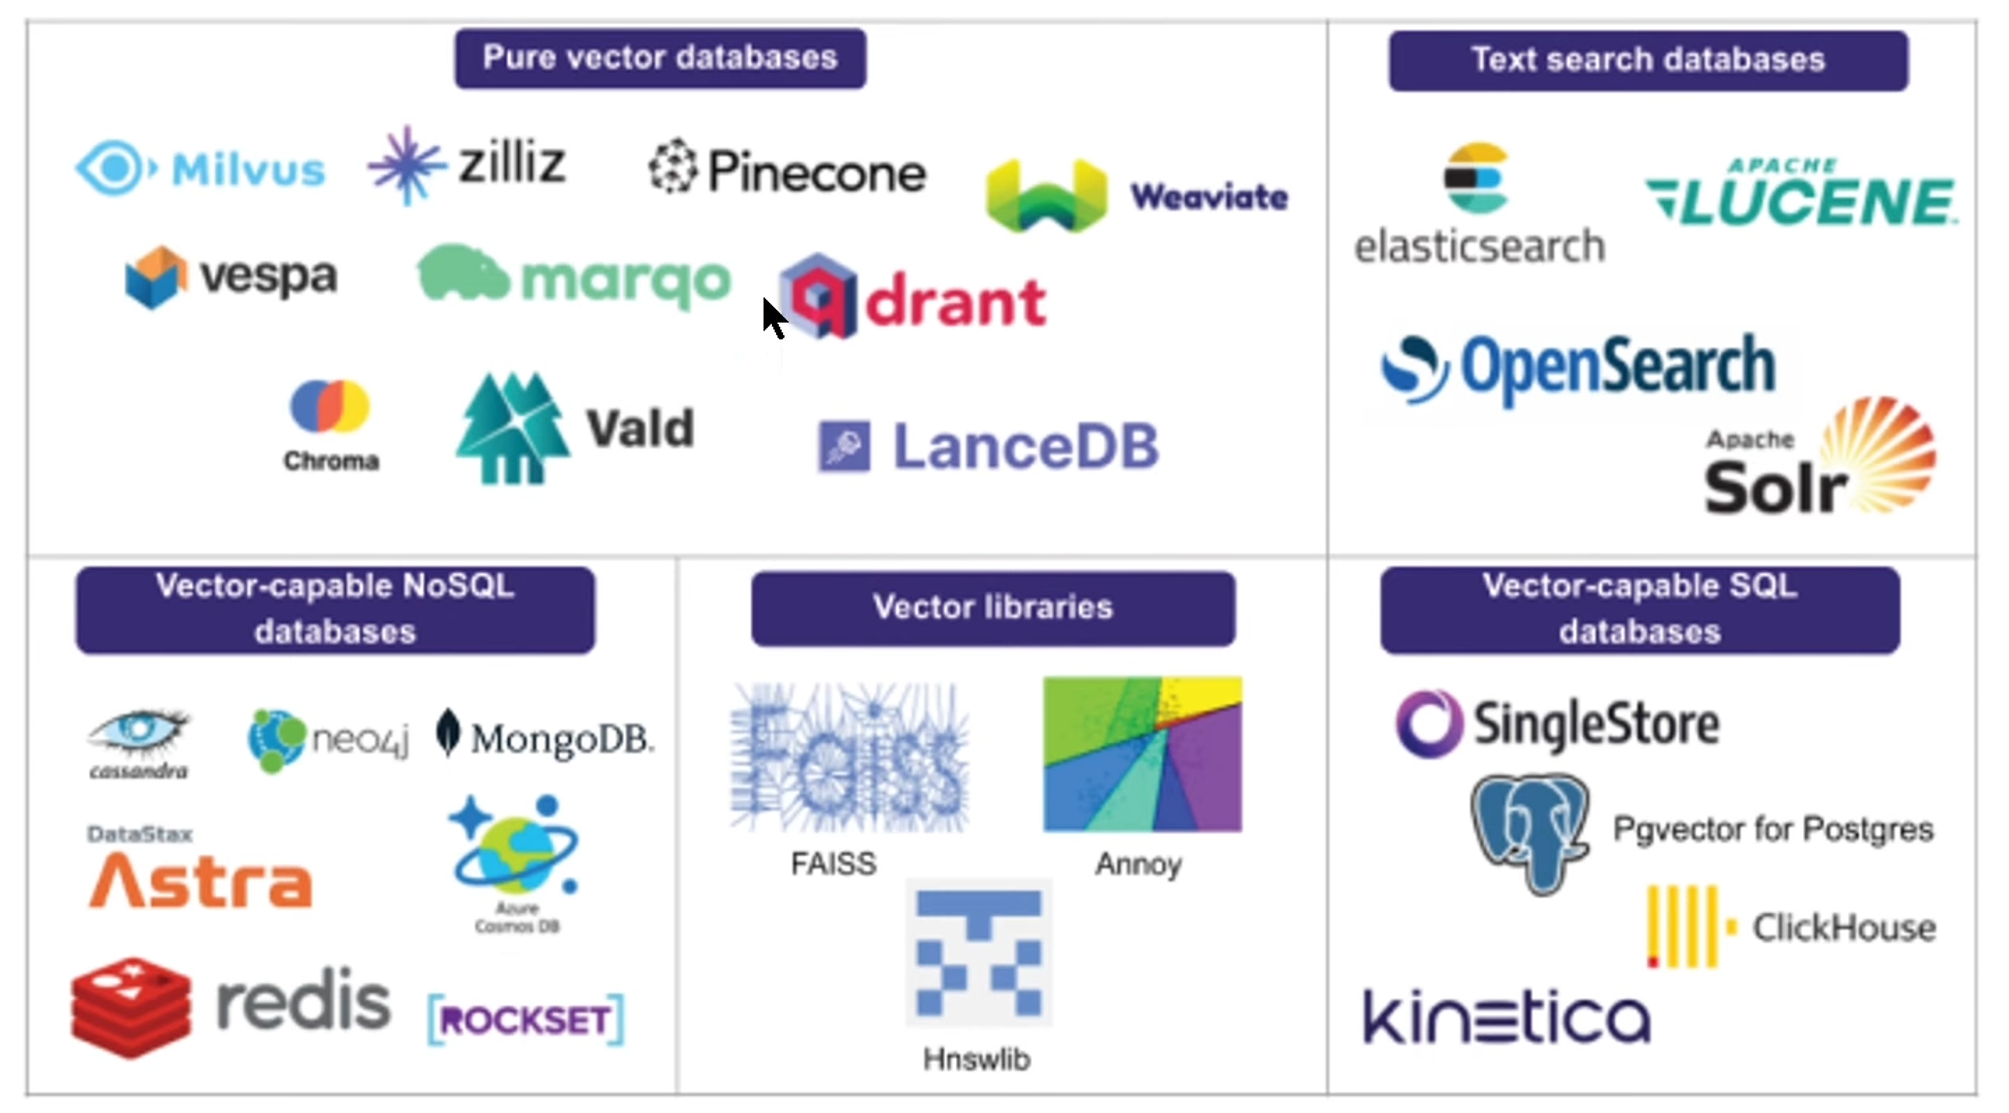 Pure vector databases
Milvus
zilliz
Pinecone
Weaviate
vespa
marqo
qdrant
Chroma
Vald
LanceDB
Text search databases
elasticsearch
APACHE
LUCENE
OpenSearch
Apache
Solr
Vector-capable NoSQL
databases
cassandra
neo4j
MongoDB.
DataStax
Astra
Azure
Cosmos DB
redis
[ROCKSET]
Vector libraries
Faiss
FAISS
Annoy
Hnswlib
Vector-capable SQL
databases
SingleStore
Pgvector for Postgres
ClickHouse
kinetica